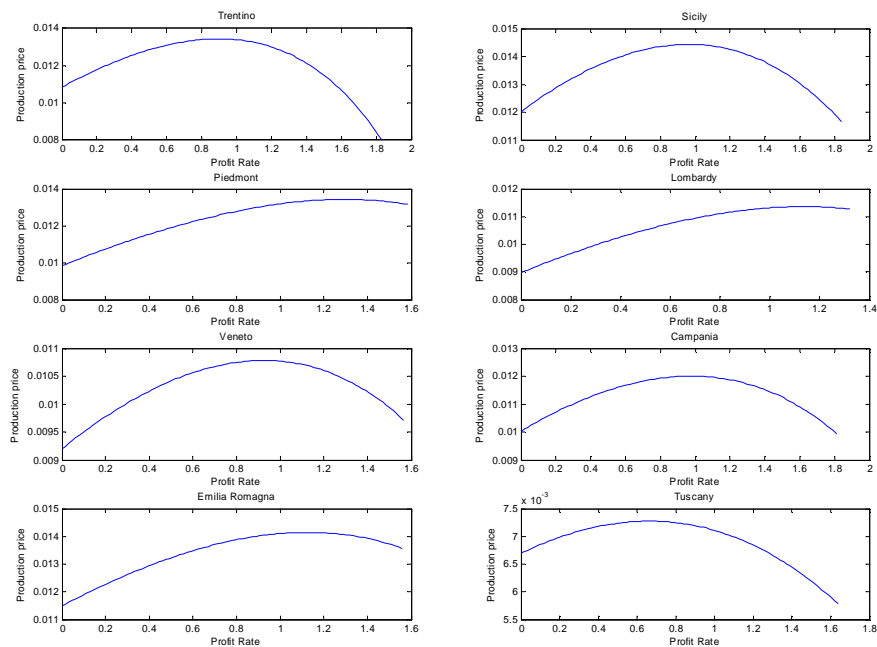 Trentino
Production price
0.014
0.012
0.01
0.008
0 0.2 0.4 0.6 0.8 1 1.2 1.4 1.6 1.8 2
Profit Rate
Sicily
Production price
0.015
0.014
0.013
0.012
0.011
0 0.2 0.4 0.6 0.8 1 1.2 1.4 1.6 1.8 2
Profit Rate
Piedmont
Production price
0.014
0.012
0.01
0.008
0 0.2 0.4 0.6 0.8 1 1.2 1.4 1.6
Profit Rate
Lombardy
Production price
0.012
0.011
0.01
0.009
0.008
0 0.2 0.4 0.6 0.8 1 1.2 1.4
Profit Rate
Veneto
Production price
0.011
0.0105
0.01
0.0095
0.009
0 0.2 0.4 0.6 0.8 1 1.2 1.4 1.6
Profit Rate
Campania
Production price
0.013
0.012
0.011
0.01
0.009
0 0.2 0.4 0.6 0.8 1 1.2 1.4 1.6 1.8 2
Profit Rate
Emilia Romagna
Production price
0.015
0.014
0.013
0.012
0.011
0 0.2 0.4 0.6 0.8 1 1.2 1.4 1.6
Profit Rate
Tuscany
x 10^-3
Production price
7.5
7
6.5
6
5.5
0 0.2 0.4 0.6 0.8 1 1.2 1.4 1.6 1.8
Profit Rate